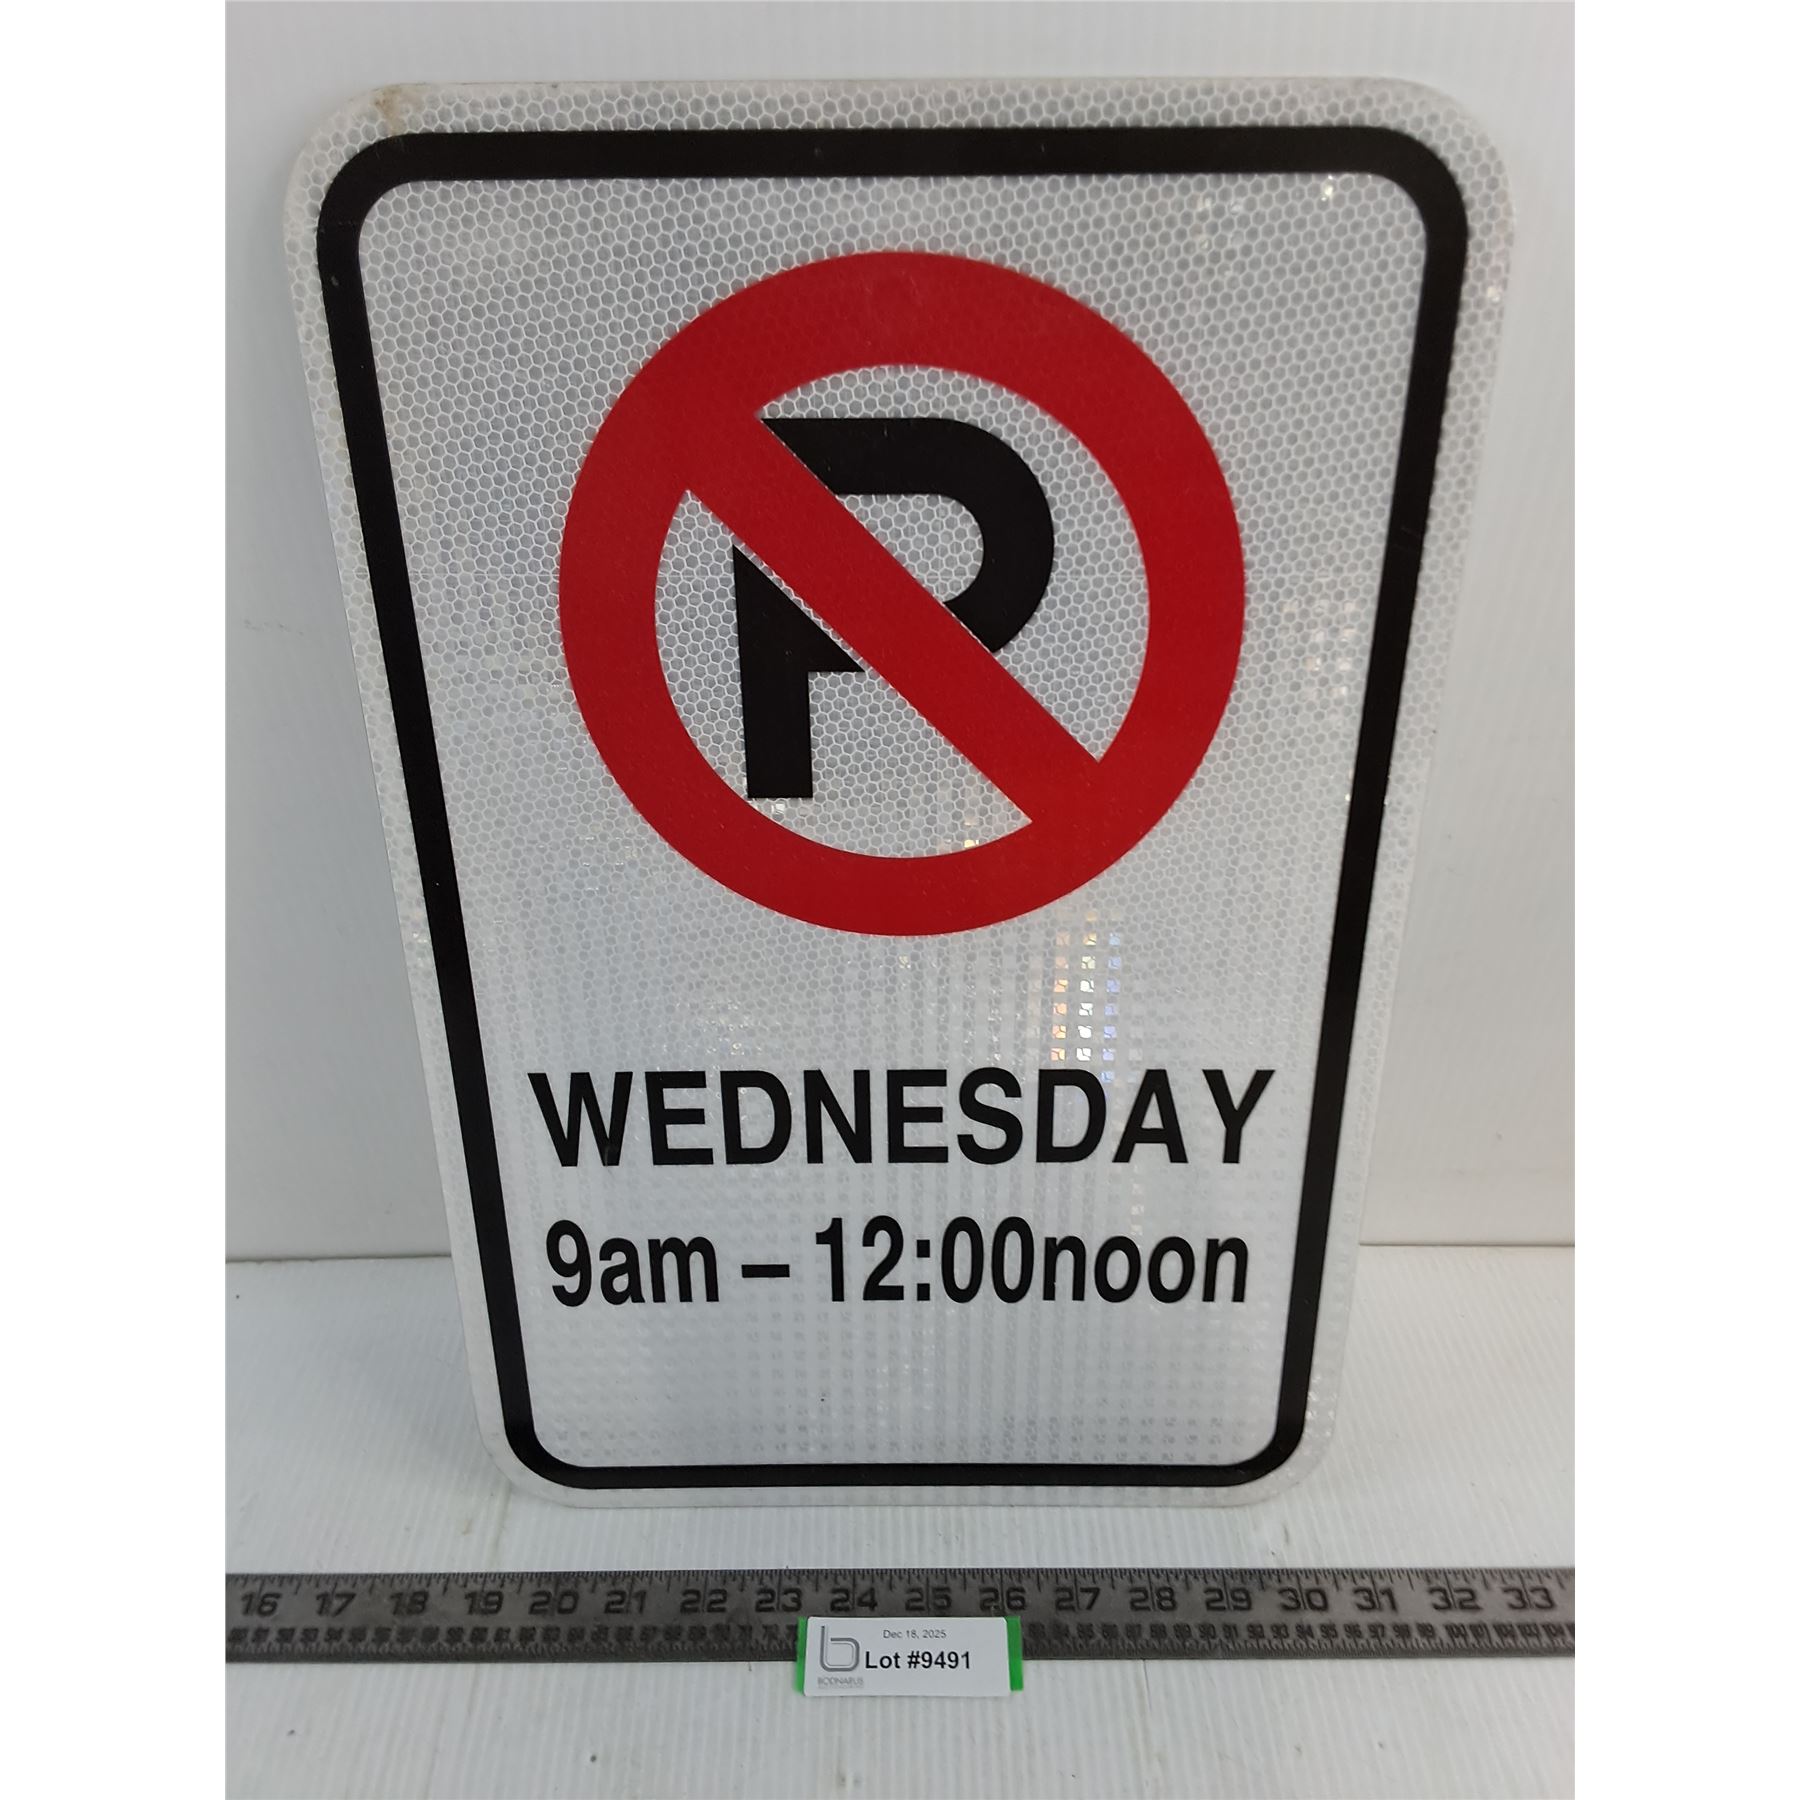 P
WEDNESDAY
9am – 12:00noon
16 17 18 19 20 21 22 23 24 25 26 27 28 29 30 31 32 33
Dec 18, 2025
Lot #9491
BODNARUS